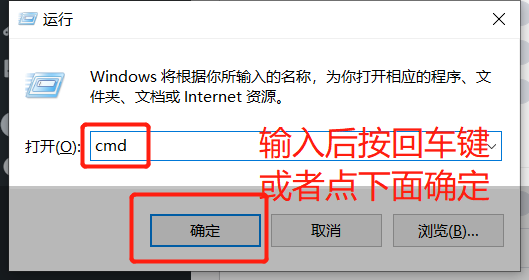 运行
Windows 将根据你所输入的名称，为你打开相应的程序、文
件夹、文档或 Internet 资源。
打开(O): cmd
输入后按回车键
或者点下面确定
确定 取消 浏览(B)...